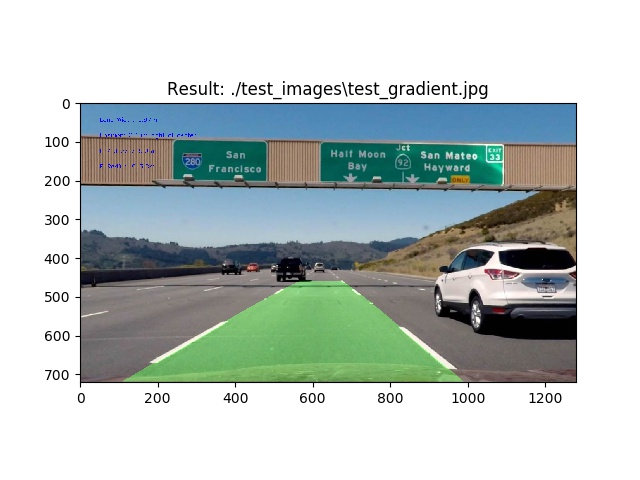 Result: ./test_images\test_gradient.jpg
0
100
200
300
400
500
600
700
0
200
400
600
800
1000
1200
280
San
Francisco
Half Moon
Bay
Jct
92
San Mateo
Hayward
ONLY
EXIT
33